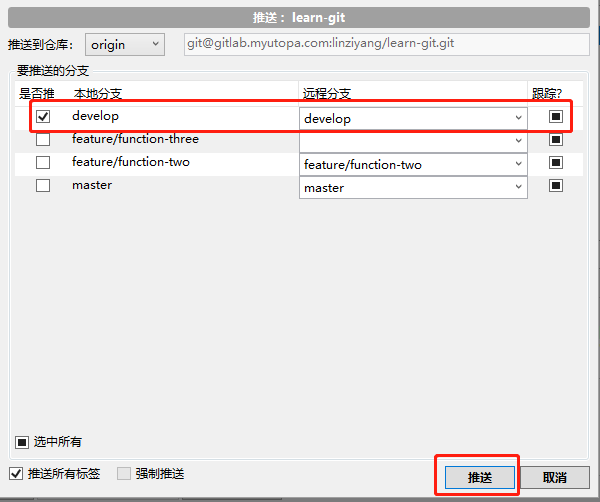 推送：learn-git
推送到仓库： origin git@gitlab.myutopa.com:linziyang/learn-git.git
要推送的分支
是否推 本地分支 远程分支 跟踪?
develop develop
feature/function-three
feature/function-two feature/function-two
master master
选中所有
推送所有标签 强制推送 推送 取消